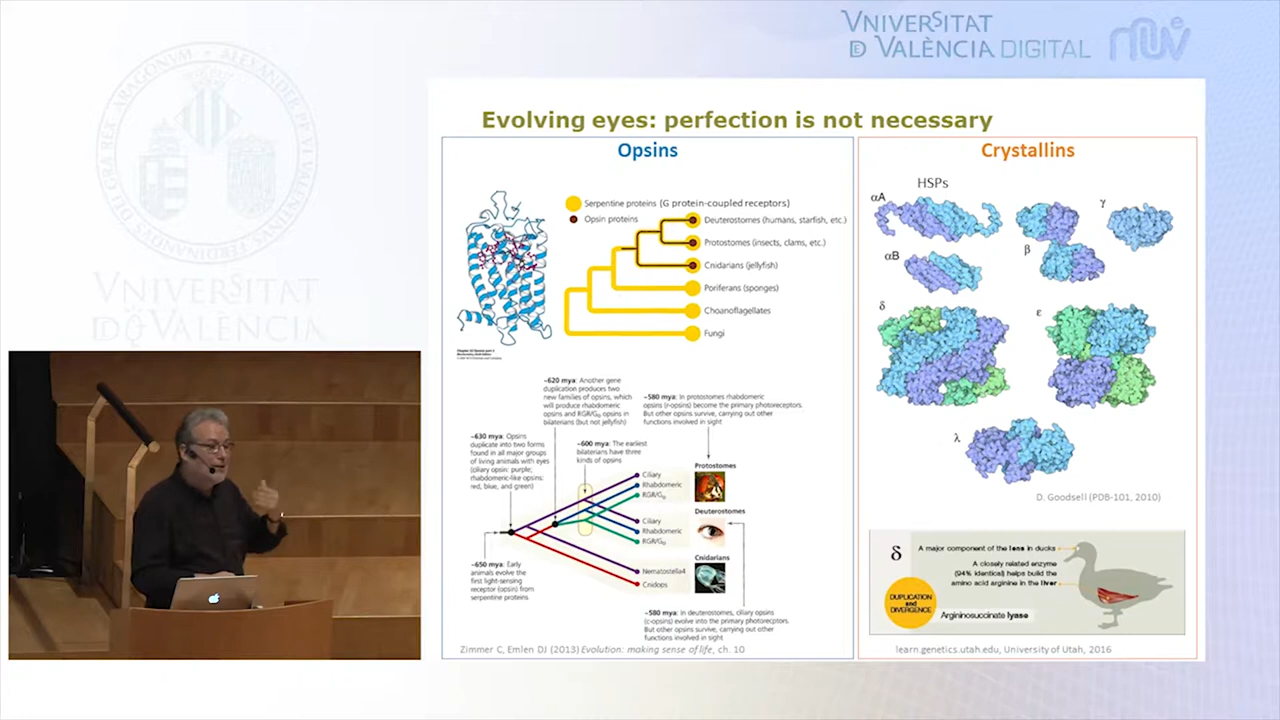 VNIVERSITAT
DE VALÈNCIA DIGITAL
VNIVERSITAT
DE VALÈNCIA
Evolving eyes: perfection is not necessary
Opsins
Serpentine proteins (G protein-coupled receptors)
Opsin proteins
Deuterostomes (humans, starfish, etc.)
Protostomes (insects, clams, etc.)
Cnidarians (jellyfish)
Poriferans (sponges)
Choanoflagellates
Fungi
~620 mya: Another gene
duplication produces two
new families of opsins, which
will produce rhabdomeric
opsins and RGR/G₀ opsins in
bilaterians (but not jellyfish)
~580 mya: In protostomes rhabdomeric
opsins (r-opsins) become the primary photoreceptors.
But other opsins survive, carrying out other
functions involved in sight
~630 mya: Opsins
duplicate into two forms
found in all major groups
of living animals with eyes
(ciliary opsin: purple;
rhabdomeric-like opsins:
red, blue, and green)
~600 mya: The earliest
bilaterians have three
kinds of opsins
Protostomes
Ciliary
Rhabdomeric
RGR/G₀
Deuterostomes
Ciliary
Rhabdomeric
RGR/G₀
Cnidarians
Nematostella4
Cnidops
~650 mya: Early
animals evolve the
first light-sensing
receptor (opsin) from
serpentine proteins
~580 mya: In deuterostomes, ciliary opsins
(c-opsins) evolve into the primary photorecptors.
But other opsins survive, carrying out other
functions involved in sight
Zimmer C, Emlen DJ (2013) Evolution: making sense of life, ch. 10
Crystallins
HSPs
αA
γ
αB
β
δ
ε
λ
D. Goodsell (PDB-101, 2010)
δ
A major component of the lens in ducks
A closely related enzyme
(94% identical) helps build the
amino acid arginine in the liver
DUPLICATION
and
DIVERGENCE
Argininosuccinate lyase
learn.genetics.utah.edu, University of Utah, 2016